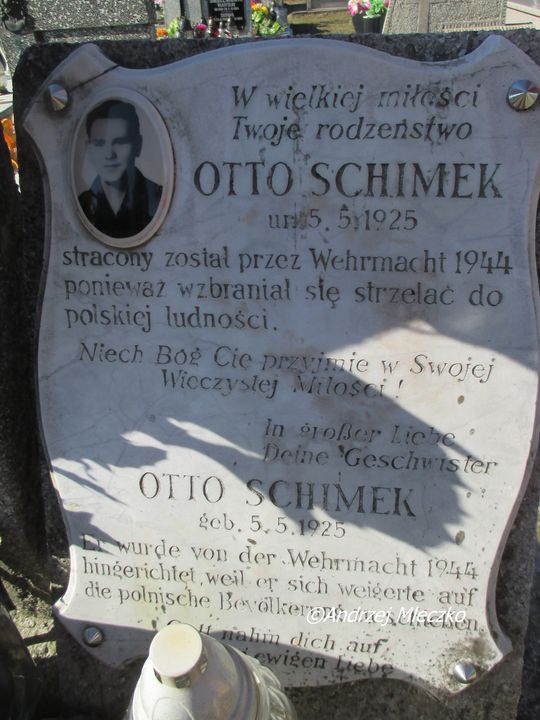 W wielkiej miłości
Twoje rodzeństwo
OTTO SCHIMEK
ur. 5. 5. 1925
stracony został przez Wehrmacht 1944
ponieważ wzbraniał się strzelać do
polskiej ludności.
Niech Bóg Cię przyjmie w Swojej
Wieczystej Miłości!
In großer Liebe
Deine Geschwister
OTTO SCHIMEK
geb. 5. 5. 1925
Er wurde von der Wehrmacht 1944
hingerichtet, weil er sich weigerte auf
die polnische
©Andrzej Mleczko
nahm dich auf
ewigen Liebe